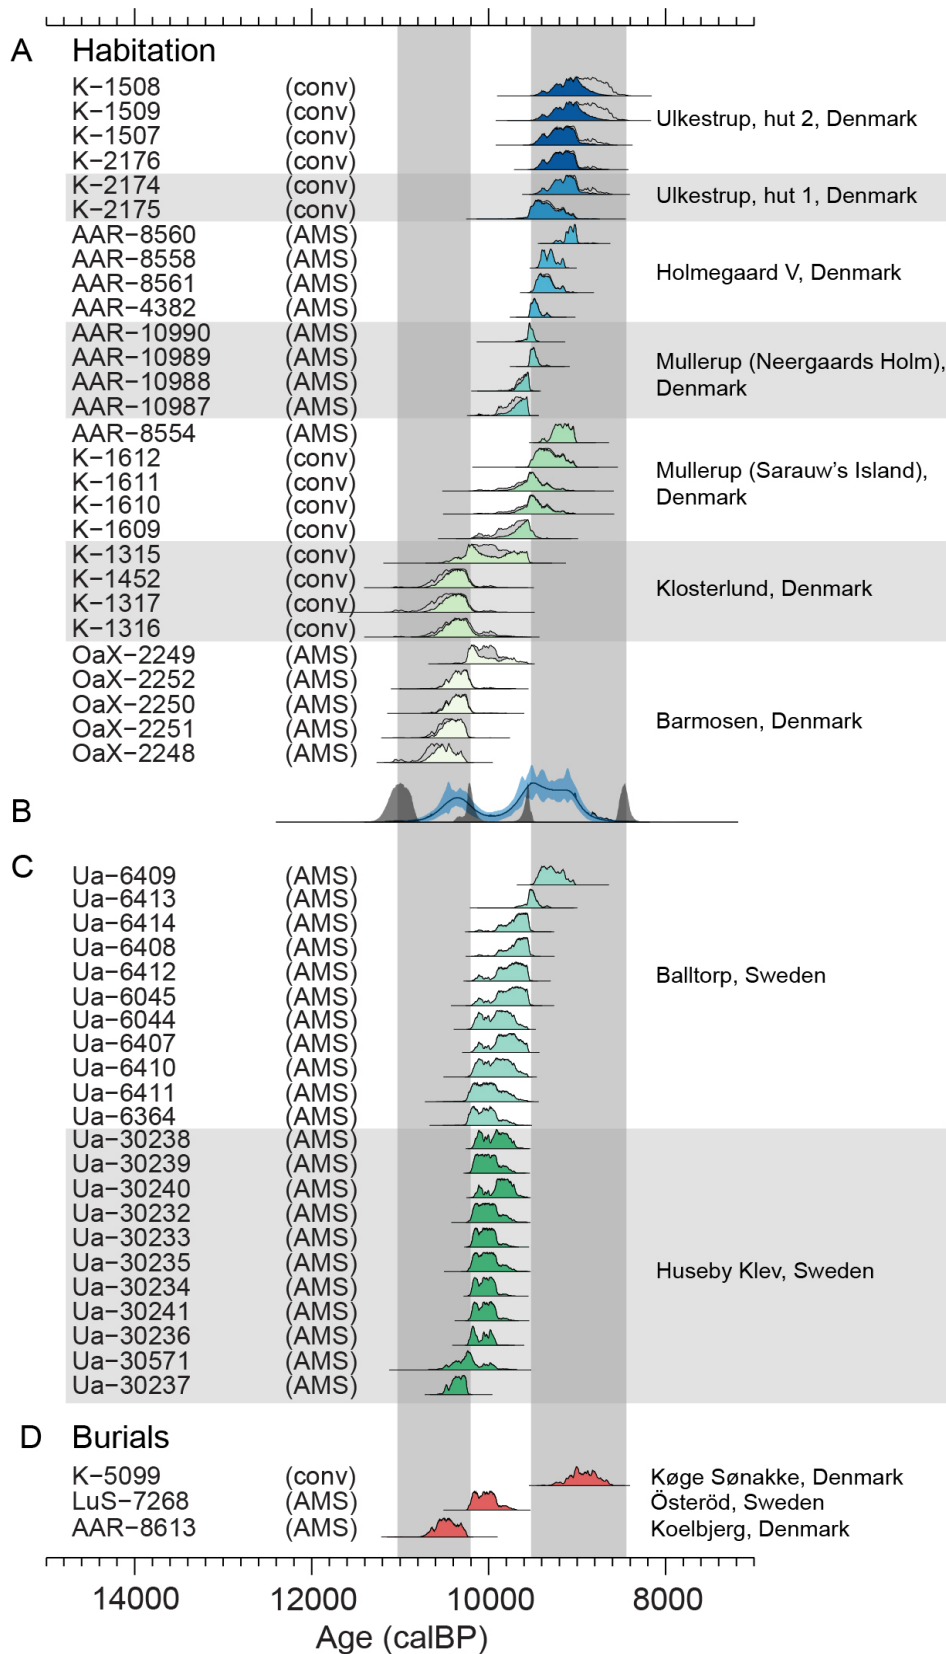 A Habitation
K−1508 (conv)
K−1509 (conv)
Ulkestrup, hut 2, Denmark
K−1507 (conv)
K−2176 (conv)
K−2174 (conv)
Ulkestrup, hut 1, Denmark
K−2175 (conv)
AAR−8560 (AMS)
AAR−8558 (AMS)
Holmegaard V, Denmark
AAR−8561 (AMS)
AAR−4382 (AMS)
AAR−10990 (AMS)
AAR−10989 (AMS)
Mullerup (Neergaards Holm),
AAR−10988 (AMS)
Denmark
AAR−10987 (AMS)
AAR−8554 (AMS)
K−1612 (conv)
Mullerup (Sarauw's Island),
K−1611 (conv)
Denmark
K−1610 (conv)
K−1609 (conv)
K−1315 (conv)
K−1452 (conv)
Klosterlund, Denmark
K−1317 (conv)
K−1316 (conv)
OaX−2249 (AMS)
OaX−2252 (AMS)
OaX−2250 (AMS)
Barmosen, Denmark
OaX−2251 (AMS)
OaX−2248 (AMS)
B
C
Ua−6409 (AMS)
Ua−6413 (AMS)
Ua−6414 (AMS)
Ua−6408 (AMS)
Ua−6412 (AMS)
Balltorp, Sweden
Ua−6045 (AMS)
Ua−6044 (AMS)
Ua−6407 (AMS)
Ua−6410 (AMS)
Ua−6411 (AMS)
Ua−6364 (AMS)
Ua−30238 (AMS)
Ua−30239 (AMS)
Ua−30240 (AMS)
Ua−30232 (AMS)
Ua−30233 (AMS)
Ua−30235 (AMS)
Huseby Klev, Sweden
Ua−30234 (AMS)
Ua−30241 (AMS)
Ua−30236 (AMS)
Ua−30571 (AMS)
Ua−30237 (AMS)
D Burials
K−5099 (conv) Køge Sønakke, Denmark
LuS−7268 (AMS) Österöd, Sweden
AAR−8613 (AMS) Koelbjerg, Denmark
14000 12000 10000 8000
Age (calBP)